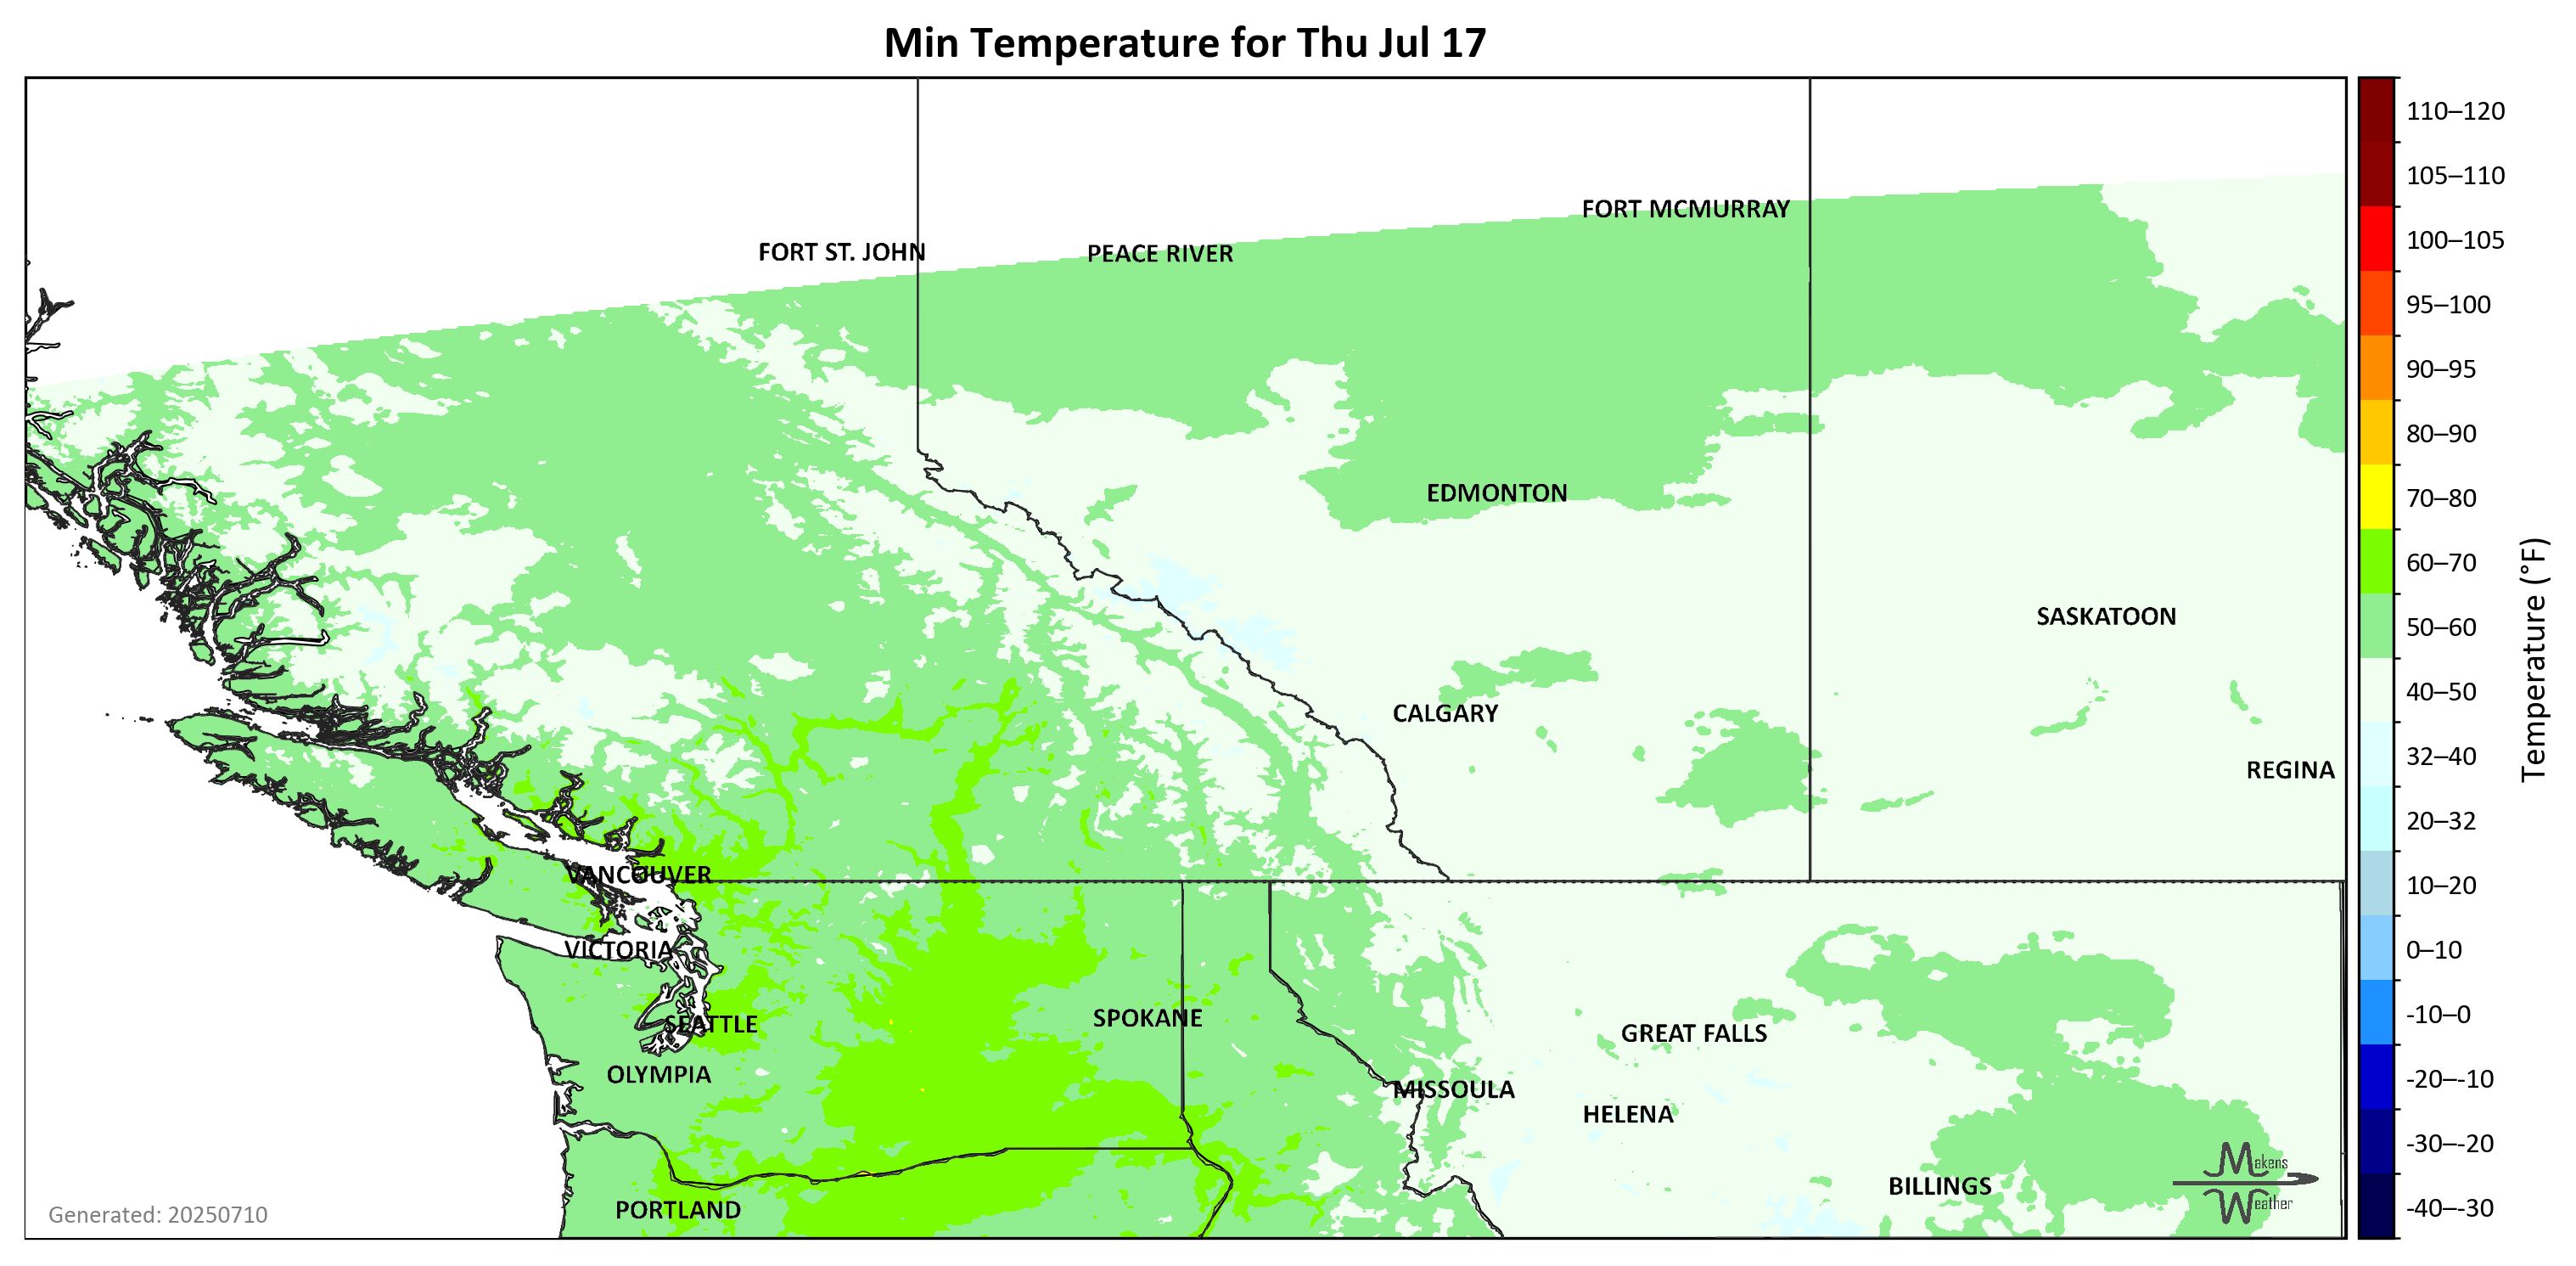 Min Temperature for Thu Jul 17
110–120
105–110
100–105
95–100
90–95
80–90
70–80
60–70
50–60
40–50
32–40
20–32
10–20
0–10
-10–0
-20–-10
-30–-20
-40–-30
Temperature (°F)
FORT MCMURRAY
FORT ST. JOHN
PEACE RIVER
EDMONTON
SASKATOON
CALGARY
REGINA
VANCOUVER
VICTORIA
SEATTLE
SPOKANE
GREAT FALLS
OLYMPIA
MISSOULA
HELENA
BILLINGS
PORTLAND
Makens
Weather
Generated: 20250710